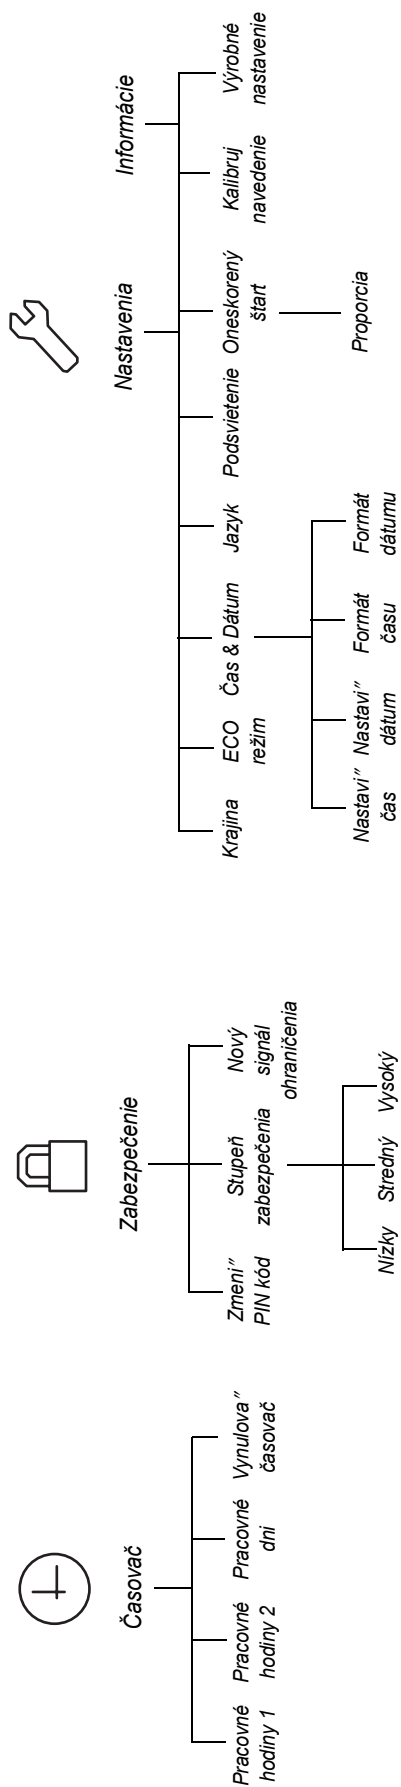 Časovač
Pracovné
hodiny 1
Pracovné
hodiny 2
Pracovné
dni
Vynulova"
časovač
Zabezpečenie
Zmeni"
PIN kód
Stupeň
zabezpečenia
Nový
signál
ohraničenia
Nízky
Stredný
Vysoký
Nastavenia
Informácie
Krajina
ECO
režim
Čas & Dátum
Jazyk
Podsvietenie
Oneskorený
štart
Kalibruj
navedenie
Výrobné
nastavenie
Nastavi"
čas
Nastavi"
dátum
Formát
času
Formát
dátumu
Proporcia